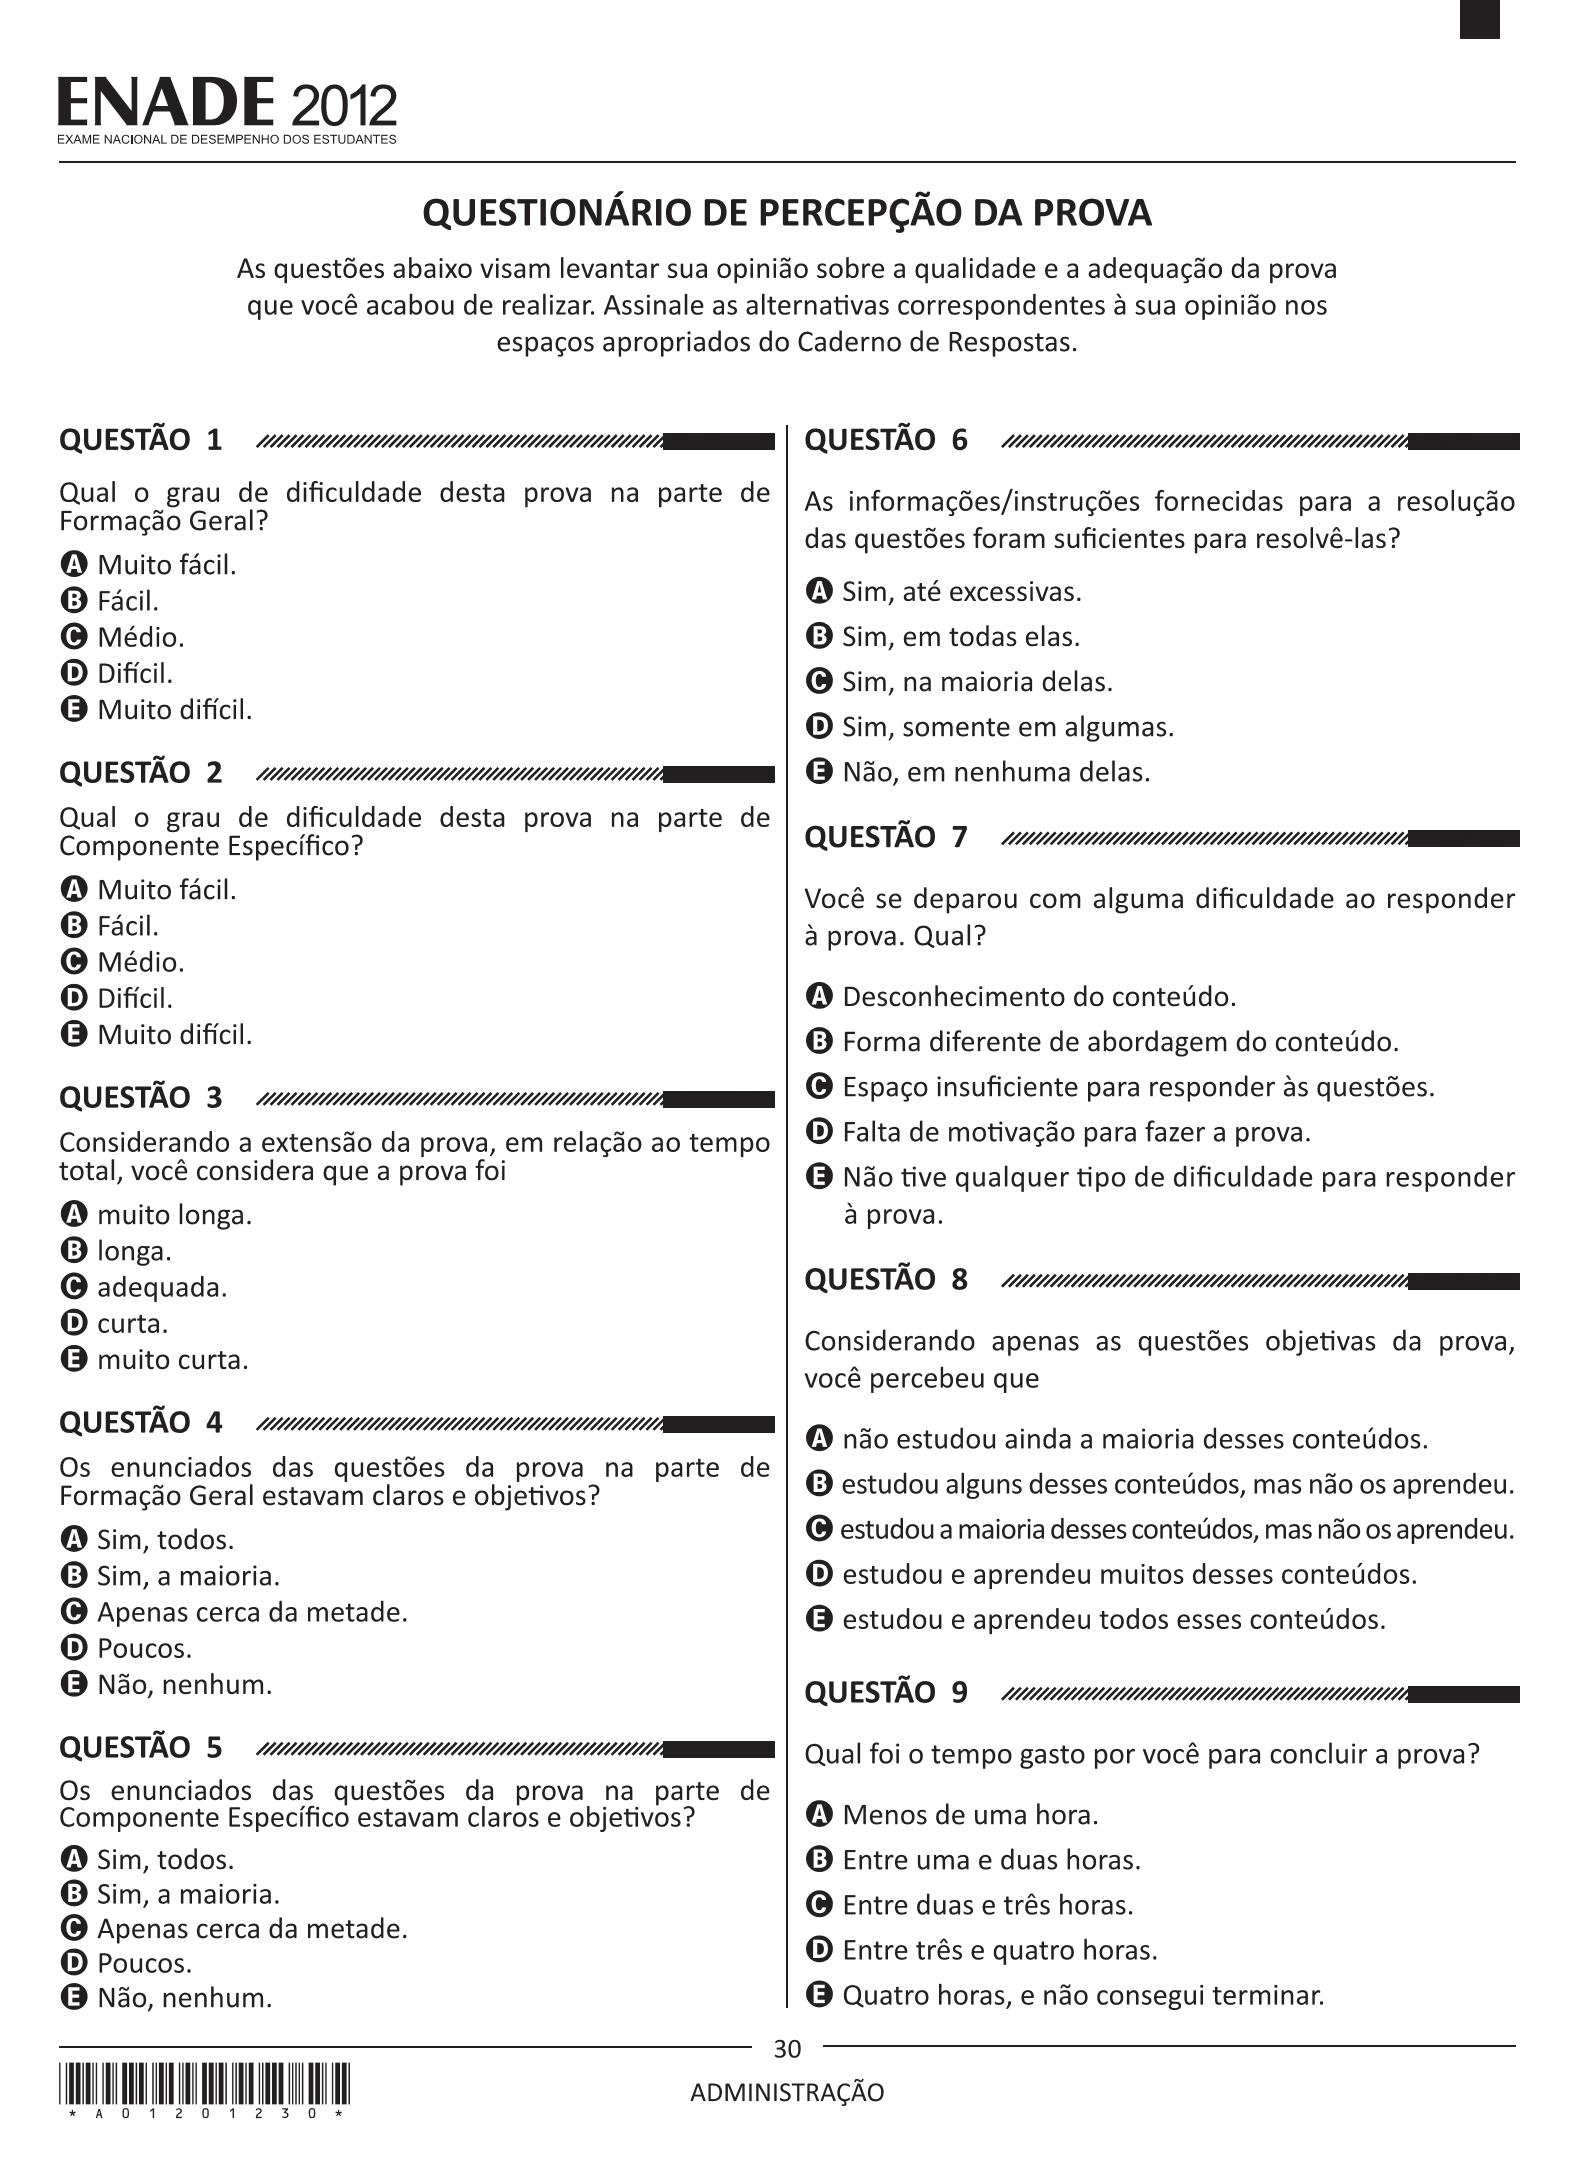 ENADE 2012
EXAME NACIONAL DE DESEMPENHO DOS ESTUDANTES
QUESTIONÁRIO DE PERCEPÇÃO DA PROVA
As questões abaixo visam levantar sua opinião sobre a qualidade e a adequação da prova
que você acabou de realizar. Assinale as alternativas correspondentes à sua opinião nos
espaços apropriados do Caderno de Respostas.
QUESTÃO 1
Qual o grau de dificuldade desta prova na parte de
Formação Geral?
A Muito fácil.
B Fácil.
C Médio.
D Difícil.
E Muito difícil.
QUESTÃO 2
Qual o grau de dificuldade desta prova na parte de
Componente Específico?
A Muito fácil.
B Fácil.
C Médio.
D Difícil.
E Muito difícil.
QUESTÃO 3
Considerando a extensão da prova, em relação ao tempo
total, você considera que a prova foi
A muito longa.
B longa.
C adequada.
D curta.
E muito curta.
QUESTÃO 4
Os enunciados das questões da prova na parte de
Formação Geral estavam claros e objetivos?
A Sim, todos.
B Sim, a maioria.
C Apenas cerca da metade.
D Poucos.
E Não, nenhum.
QUESTÃO 5
Os enunciados das questões da prova na parte de
Componente Específico estavam claros e objetivos?
A Sim, todos.
B Sim, a maioria.
C Apenas cerca da metade.
D Poucos.
E Não, nenhum.
QUESTÃO 6
As informações/instruções fornecidas para a resolução
das questões foram suficientes para resolvê-las?
A Sim, até excessivas.
B Sim, em todas elas.
C Sim, na maioria delas.
D Sim, somente em algumas.
E Não, em nenhuma delas.
QUESTÃO 7
Você se deparou com alguma dificuldade ao responder
à prova. Qual?
A Desconhecimento do conteúdo.
B Forma diferente de abordagem do conteúdo.
C Espaço insuficiente para responder às questões.
D Falta de motivação para fazer a prova.
E Não tive qualquer tipo de dificuldade para responder
à prova.
QUESTÃO 8
Considerando apenas as questões objetivas da prova,
você percebeu que
A não estudou ainda a maioria desses conteúdos.
B estudou alguns desses conteúdos, mas não os aprendeu.
C estudou a maioria desses conteúdos, mas não os aprendeu.
D estudou e aprendeu muitos desses conteúdos.
E estudou e aprendeu todos esses conteúdos.
QUESTÃO 9
Qual foi o tempo gasto por você para concluir a prova?
A Menos de uma hora.
B Entre uma e duas horas.
C Entre duas e três horas.
D Entre três e quatro horas.
E Quatro horas, e não consegui terminar.
30
ADMINISTRAÇÃO
* A 0 1 2 0 1 2 3 0 *